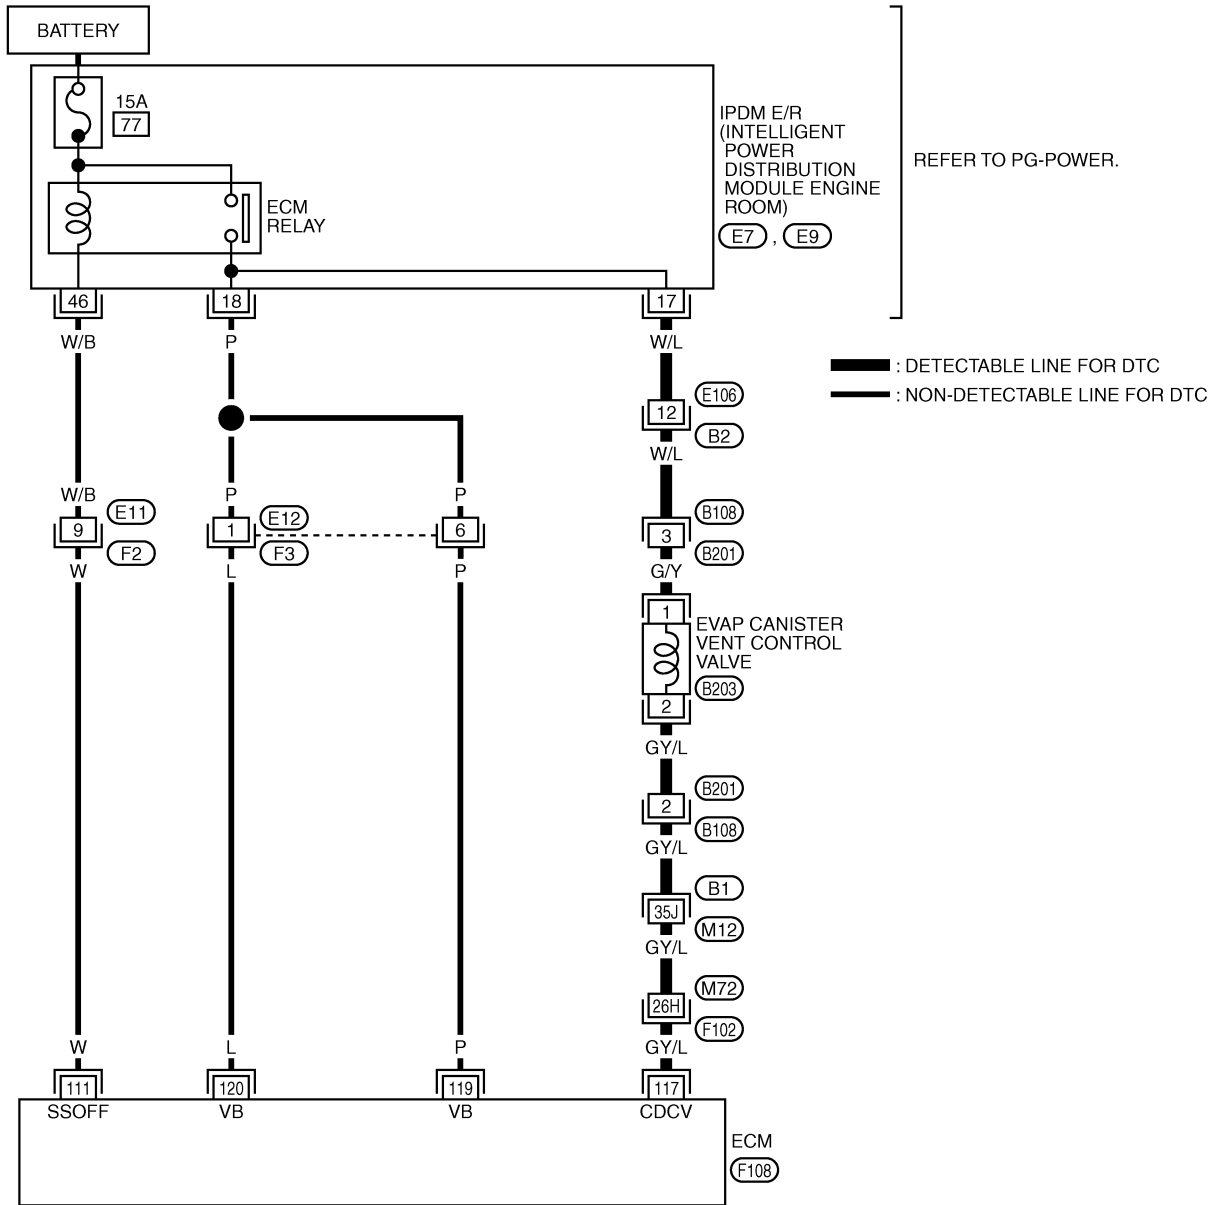 BATTERY
15A
77
IPDM E/R
(INTELLIGENT
POWER
DISTRIBUTION
MODULE ENGINE
ROOM)
E7 , E9
REFER TO PG-POWER.
ECM
RELAY
46
18
17
W/B
P
W/L
: DETECTABLE LINE FOR DTC
: NON-DETECTABLE LINE FOR DTC
E106
12
B2
W/L
W/B
P
P
E11
9
F2
E12
1
F3
6
B108
3
B201
W
L
P
G/Y
1
EVAP CANISTER
VENT CONTROL
VALVE
B203
2
GY/L
B201
2
B108
GY/L
B1
35J
M12
GY/L
M72
26H
F102
W
L
P
GY/L
111
120
119
117
SSOFF
VB
VB
CDCV
ECM
F108